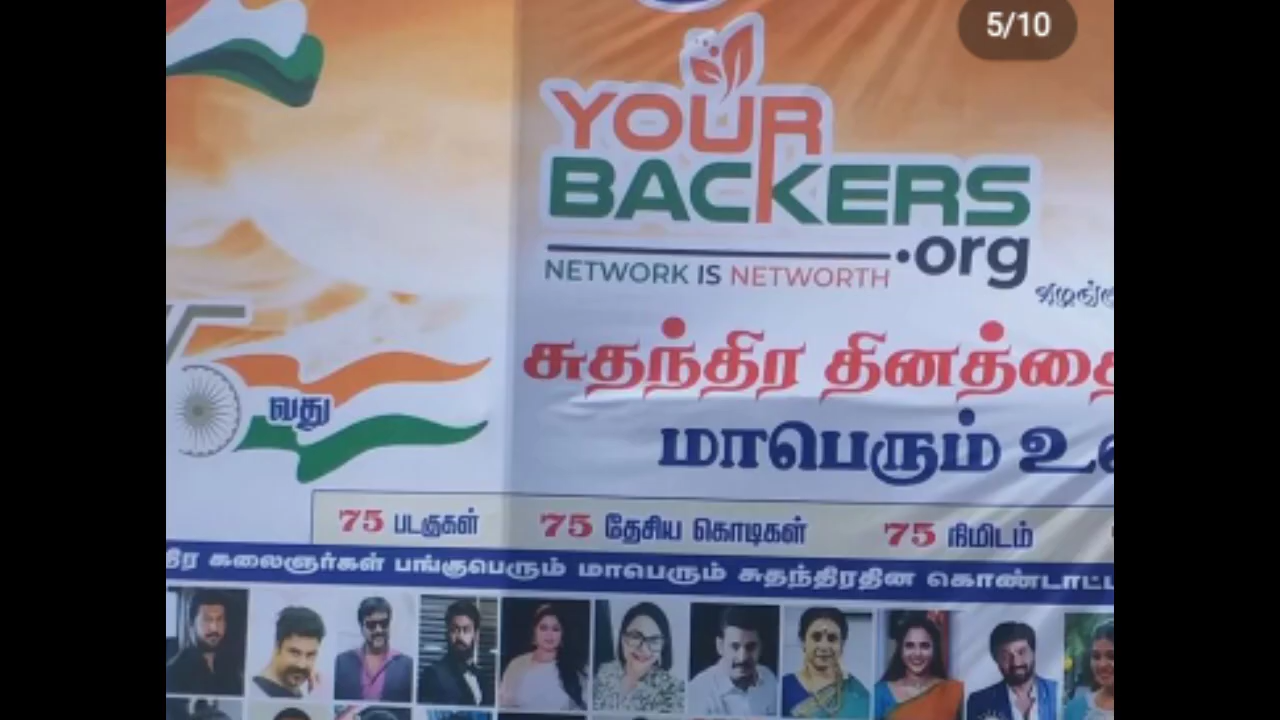 5/10
YOUR
BACKERS
.org
NETWORK IS NETWORTH
சுதந்திர தினத்தை
மாபெரும்
வது
75 படகுகள் 75 தேசிய கொடிகள் 75 நிமிடம்
கலைஞர்கள் பங்குபெரும் மாபெரும் சுதந்திரதின